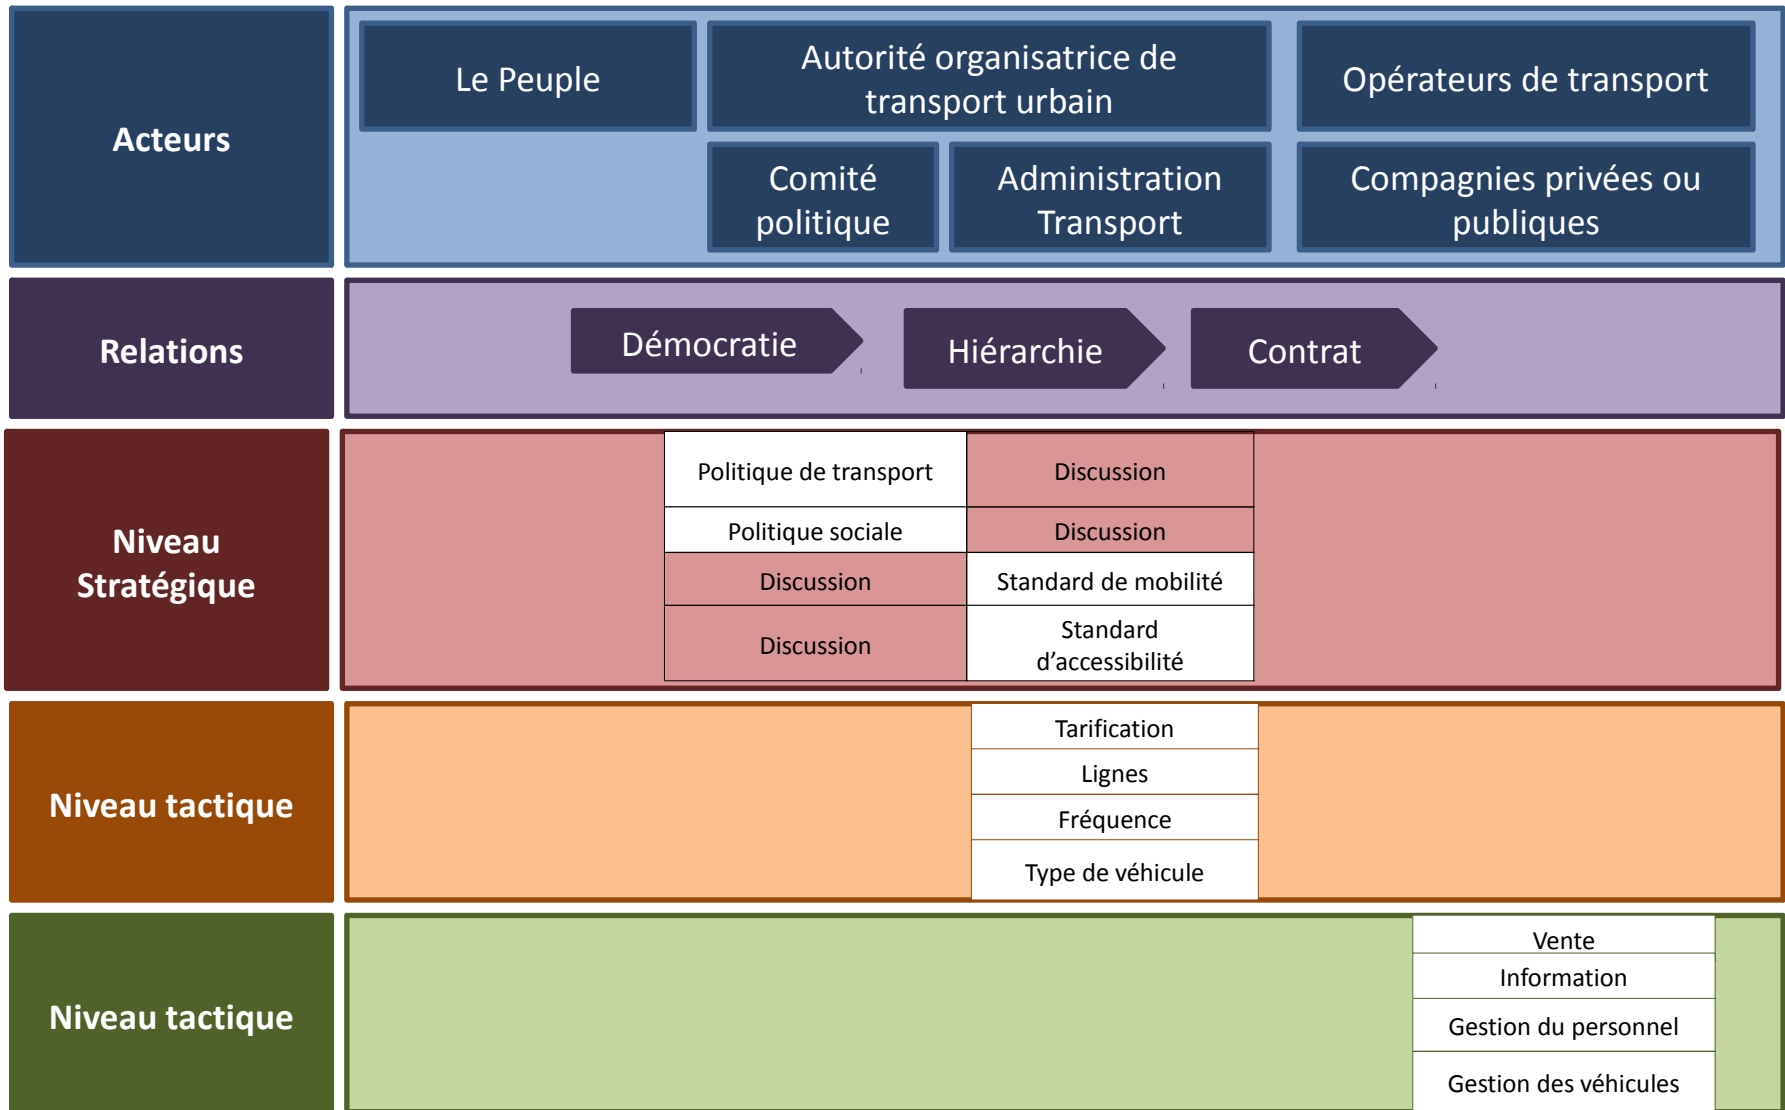 Acteurs
Le Peuple
Autorité organisatrice de
transport urbain
Opérateurs de transport
Comité
politique
Administration
Transport
Compagnies privées ou
publiques
Relations
Démocratie
Hiérarchie
Contrat
Niveau
Stratégique
Politique de transport
Discussion
Politique sociale
Discussion
Discussion
Standard de mobilité
Discussion
Standard
d’accessibilité
Niveau tactique
Tarification
Lignes
Fréquence
Type de véhicule
Niveau tactique
Vente
Information
Gestion du personnel
Gestion des véhicules